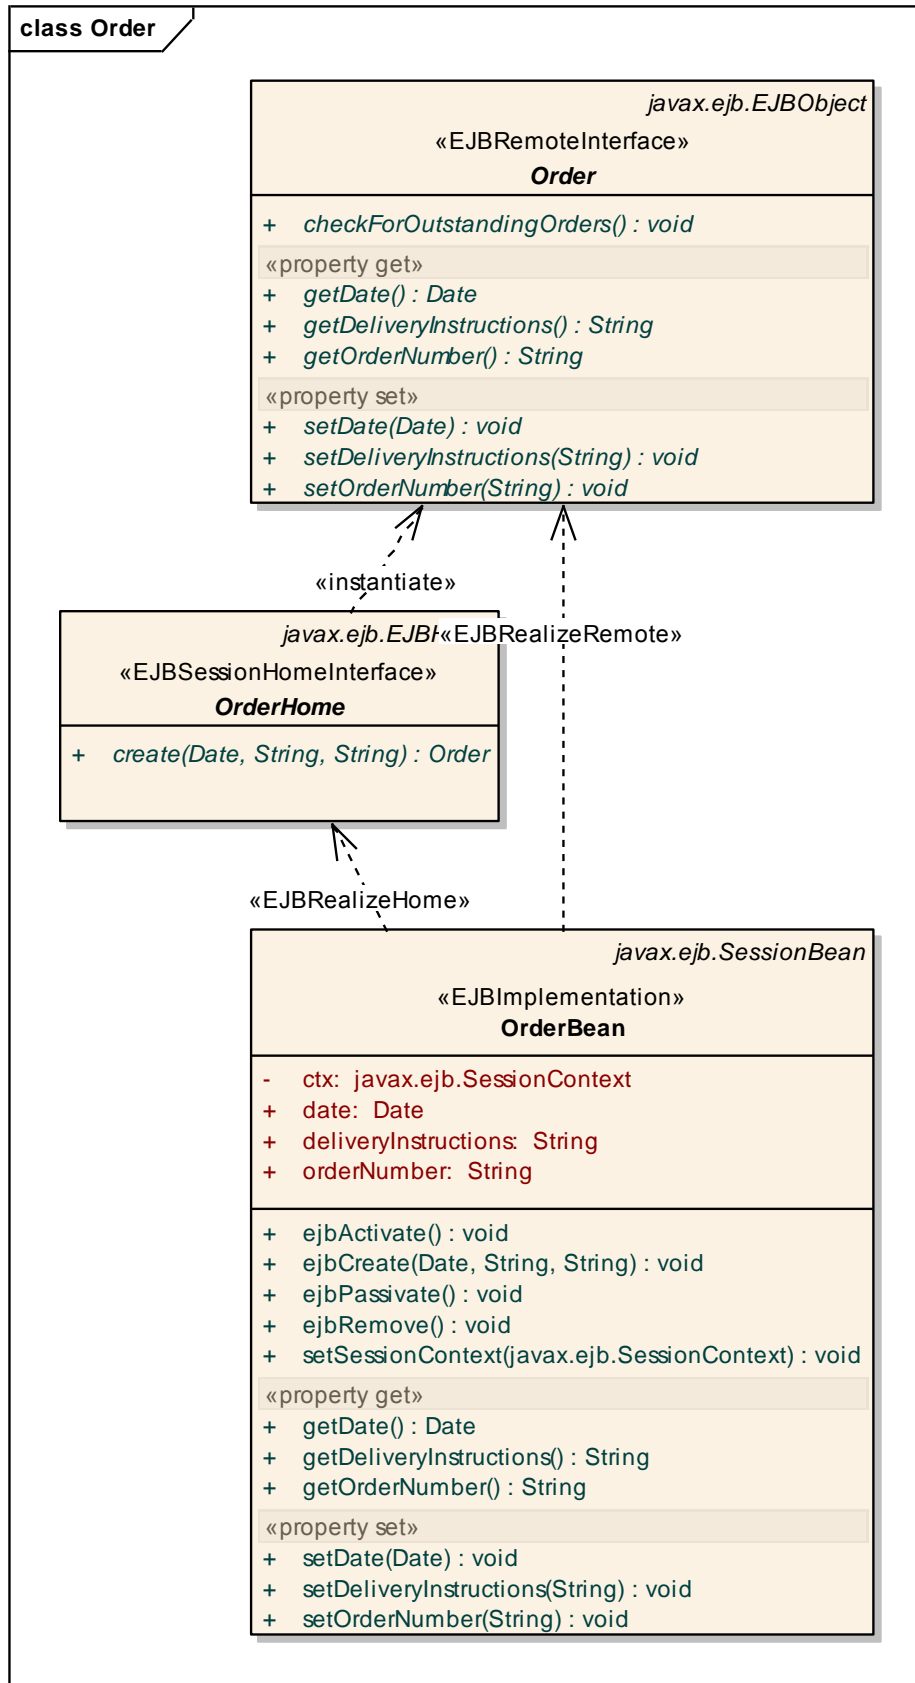 class Order
javax.ejb.EJBObject
«EJBRemoteInterface»
Order
+ checkForOutstandingOrders() : void
«property get»
+ getDate() : Date
+ getDeliveryInstructions() : String
+ getOrderNumber() : String
«property set»
+ setDate(Date) : void
+ setDeliveryInstructions(String) : void
+ setOrderNumber(String) : void
«instantiate»
javax.ejb.EJBH
«EJBRealizeRemote»
«EJBSessionHomeInterface»
OrderHome
+ create(Date, String, String) : Order
«EJBRealizeHome»
javax.ejb.SessionBean
«EJBImplementation»
OrderBean
- ctx: javax.ejb.SessionContext
+ date: Date
+ deliveryInstructions: String
+ orderNumber: String
+ ejbActivate() : void
+ ejbCreate(Date, String, String) : void
+ ejbPassivate() : void
+ ejbRemove() : void
+ setSessionContext(javax.ejb.SessionContext) : void
«property get»
+ getDate() : Date
+ getDeliveryInstructions() : String
+ getOrderNumber() : String
«property set»
+ setDate(Date) : void
+ setDeliveryInstructions(String) : void
+ setOrderNumber(String) : void